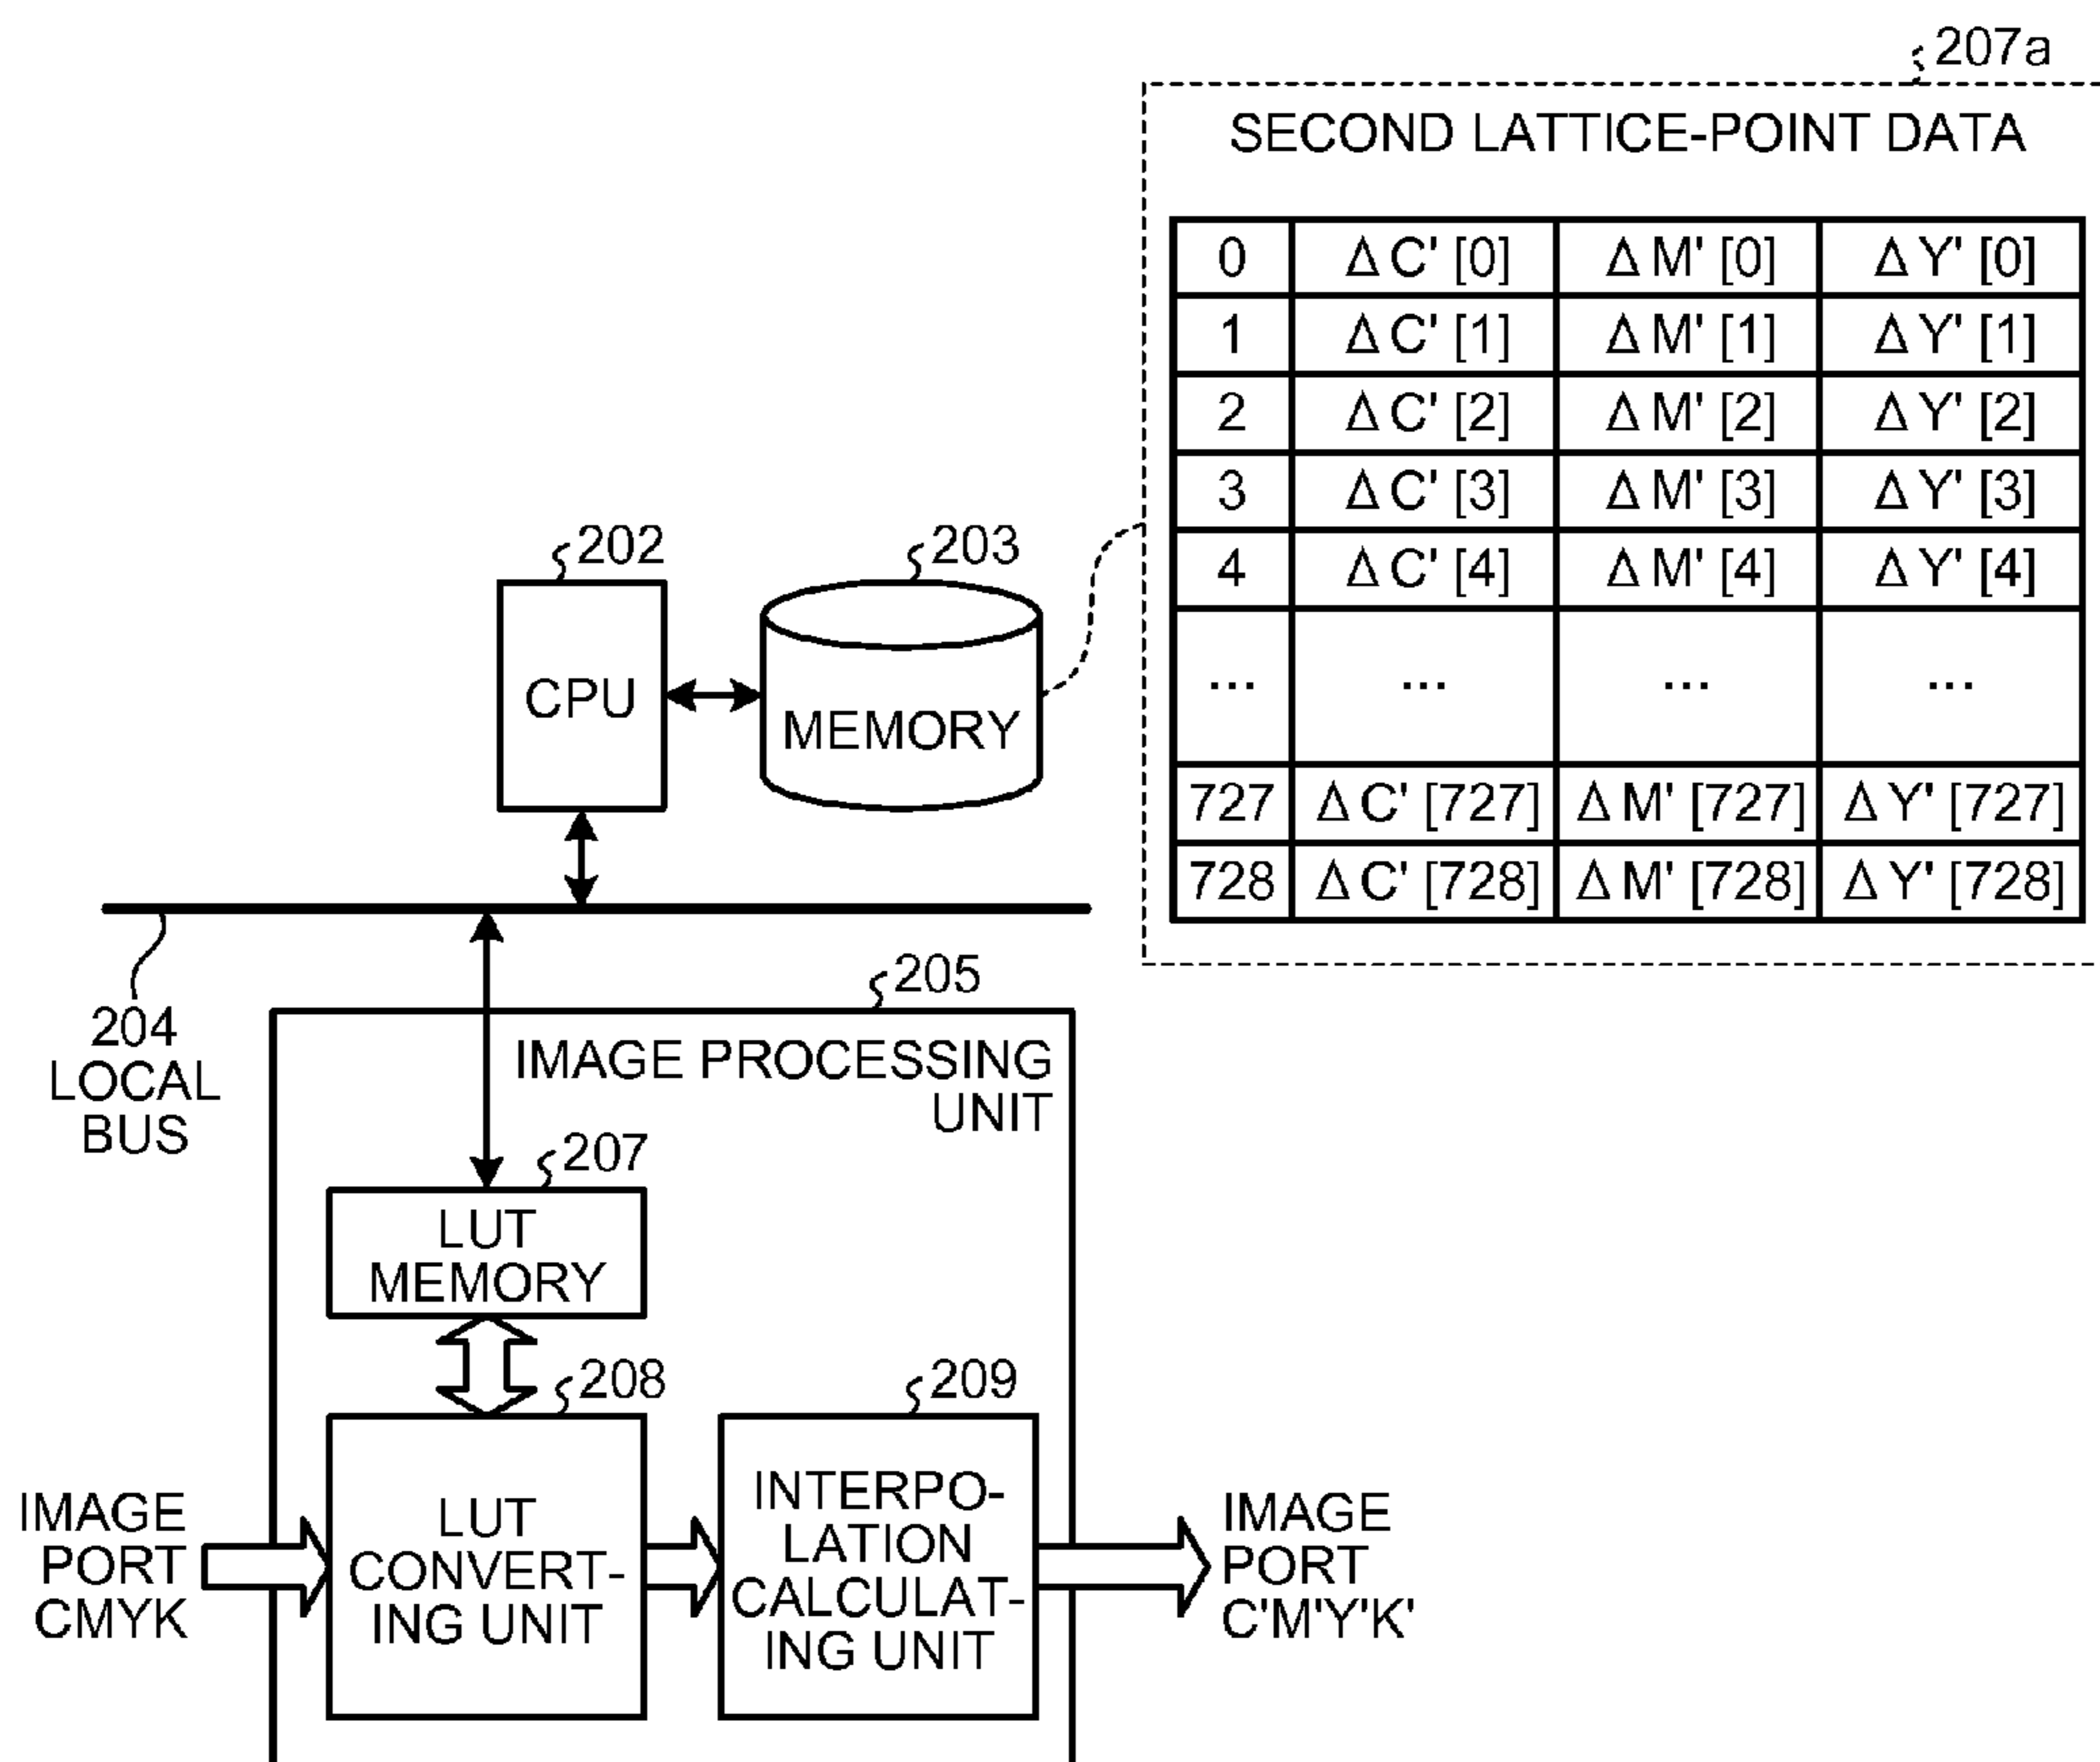 207a
SECOND LATTICE-POINT DATA
0 ΔC' [0] ΔM' [0] ΔY' [0]
1 ΔC' [1] ΔM' [1] ΔY' [1]
2 ΔC' [2] ΔM' [2] ΔY' [2]
3 ΔC' [3] ΔM' [3] ΔY' [3]
4 ΔC' [4] ΔM' [4] ΔY' [4]
... ... ... ...
727 ΔC' [727] ΔM' [727] ΔY' [727]
728 ΔC' [728] ΔM' [728] ΔY' [728]
202
CPU
203
MEMORY
204
LOCAL
BUS
205
IMAGE PROCESSING
UNIT
207
LUT
MEMORY
IMAGE
PORT
CMYK
208
LUT
CONVERT-
ING UNIT
209
INTERPO-
LATION
CALCULAT-
ING UNIT
IMAGE
PORT
C'M'Y'K'